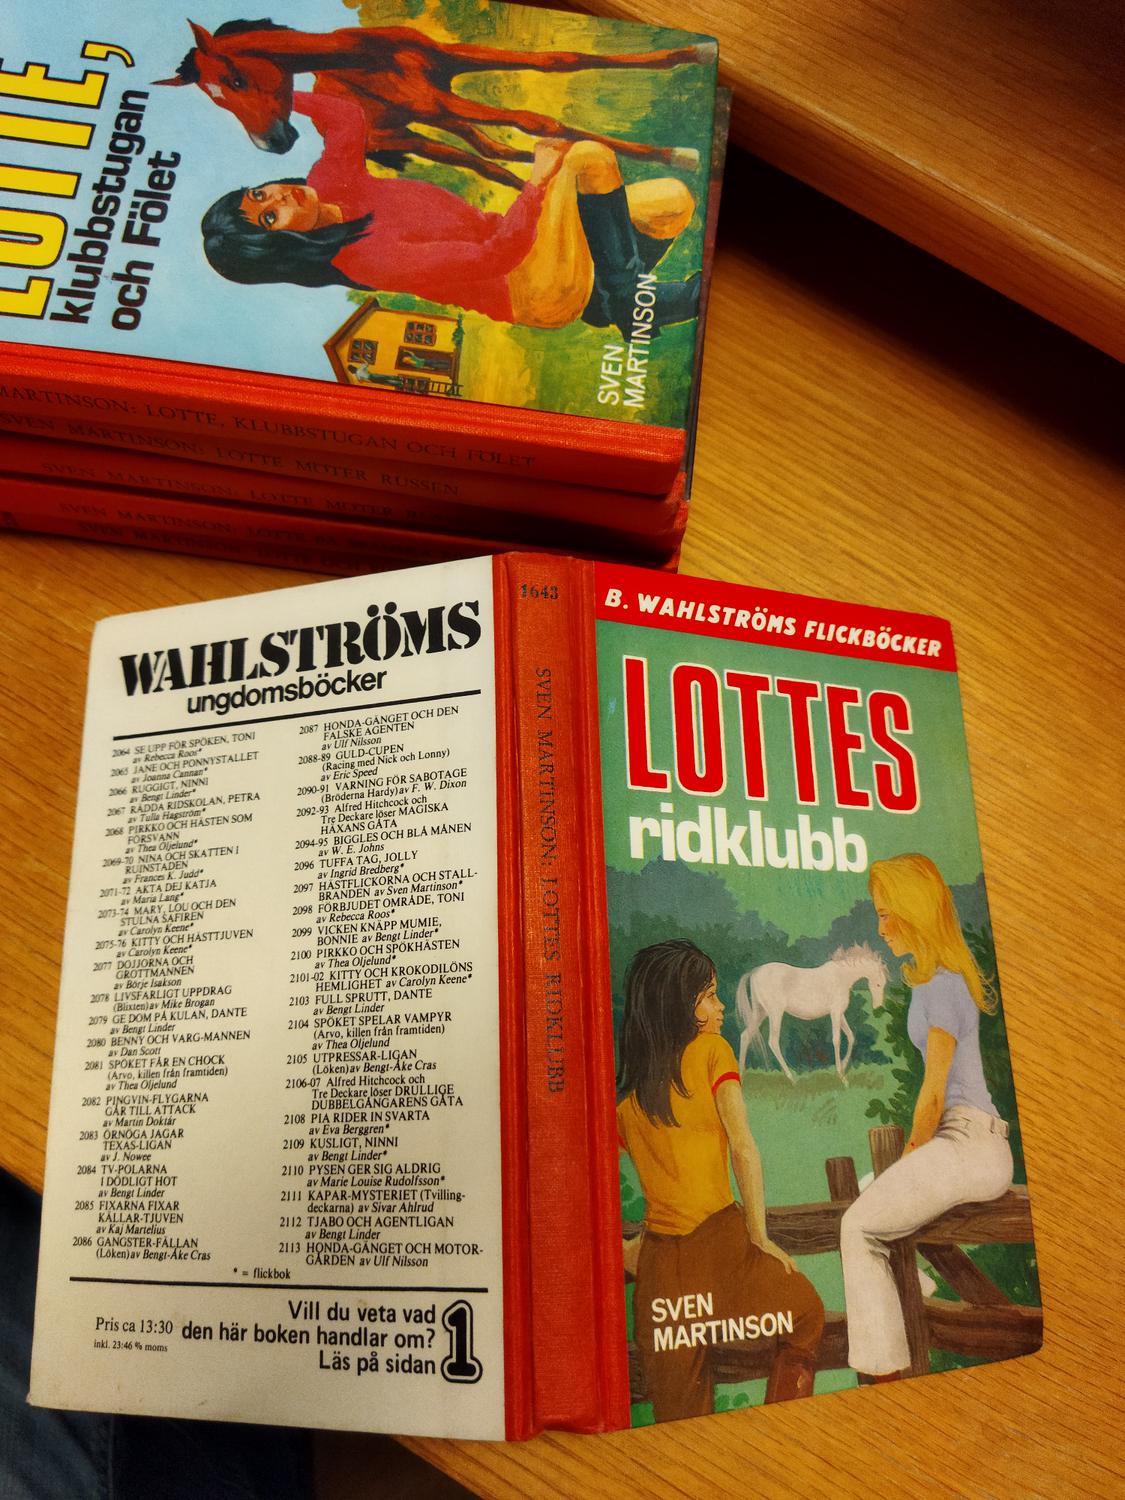 LOTTE,
klubbstugan
och Fölet
SVEN
MARTINSON
MARTINSON: LOTTE, KLUBBSTUGAN OCH FÖLET
SVEN MARTINSON: LOTTE MÖTER RUSSEN
SVEN MARTINSON: LOTTE MÖTER
SVEN MARTINSON: LOTTE PÅ
SVEN MARTINSON: LOTTE
WAHLSTRÖMS
ungdomsböcker
2064 SE UPP FÖR SPÖKEN, TONI
av Rebecca Roos*
2065 JANE OCH PONNYSTALLET
av Joanna Cannan*
2066 RUGGIGT, NINNI
av Bengt Linder*
2067 RÄDDA RIDSKOLAN, PETRA
av Tulla Hagström*
2068 PIRKKO OCH HÄSTEN SOM
FÖRSVANN
av Thea Oljelund*
2069-70 NINA OCH SKATTEN I
RUINSTADEN
av Frances K. Judd*
2071-72 AKTA DEJ KATJA
av Maria Lang*
2073-74 MARY, LOU OCH DEN
STULNA SAFIREN
av Carolyn Keene*
2075-76 KITTY OCH HÄSTTJUVEN
av Carolyn Keene*
2077 DOJJORNA OCH
GROTTMANNEN
av Börje Isakson
2078 LIVSFARLIGT UPPDRAG
(Blixten) av Mike Brogan
2079 GE DOM PÅ KULAN, DANTE
av Bengt Linder
2080 BENNY OCH VARG-MANNEN
av Dan Scott
2081 SPÖKET FÅR EN CHOCK
(Arvo, killen från framtiden)
av Thea Oljelund
2082 PINGVIN-FLYGARNA
GÅR TILL ATTACK
av Martin Doktár
2083 ÖRNÖGA JAGAR
TEXAS-LIGAN
av J. Nowee
2084 TV-POLARNA
I DÖDLIGT HOT
av Bengt Linder
2085 FIXARNA FIXAR
KÄLLAR-TJUVEN
av Kaj Martelius
2086 GANGSTER-FÄLLAN
(Löken) av Bengt-Åke Cras
2087 HONDA-GÄNGET OCH DEN
FALSKE AGENTEN
av Ulf Nilsson
2088-89 GULD-CUPEN
(Racing med Nick och Lonny)
av Eric Speed
2090-91 VARNING FÖR SABOTAGE
(Bröderna Hardy) av F. W. Dixon
2092-93 Alfred Hitchcock och
Tre Deckare löser MAGISKA
HÄXANS GÅTA
2094-95 BIGGLES OCH BLÅ MÅNEN
av W. E. Johns
2096 TUFFA TAG, JOLLY
av Ingrid Bredberg*
2097 HÄSTFLICKORNA OCH STALL-
BRANDEN av Sven Martinson*
2098 FÖRBJUDET OMRÅDE, TONI
av Rebecca Roos*
2099 VICKEN KNÄPP MUMIE,
BONNIE av Bengt Linder*
2100 PIRKKO OCH SPÖKHÄSTEN
av Thea Oljelund*
2101-02 KITTY OCH KROKODILÖNS
HEMLIGHET av Carolyn Keene*
2103 FULL SPRUTT, DANTE
av Bengt Linder
2104 SPÖKET SPELAR VAMPYR
(Arvo, killen från framtiden)
av Thea Oljelund
2105 UTPRESSAR-LIGAN
(Löken) av Bengt-Åke Cras
2106-07 Alfred Hitchcock och
Tre Deckare löser DRULLIGE
DUBBELGÅNGARENS GÅTA
2108 PIA RIDER IN SVARTA
av Eva Berggren*
2109 KUSLIGT, NINNI
av Bengt Linder*
2110 PYSEN GER SIG ALDRIG
av Marie Louise Rudolfsson*
2111 KAPAR-MYSTERIET (Tvilling-
deckarna) av Sivar Ahlrud
2112 TJABO OCH AGENTLIGAN
av Bengt Linder
2113 HONDA-GÄNGET OCH MOTOR-
GÅRDEN av Ulf Nilsson
* = flickbok
Pris ca 13:30
inkl. 23:46 % moms
Vill du veta vad
den här boken handlar om?
Läs på sidan 1
1643
SVEN MARTINSON: LOTTES RIDKLUBB
B. WAHLSTRÖMS FLICKBÖCKER
LOTTES
ridklubb
SVEN
MARTINSON